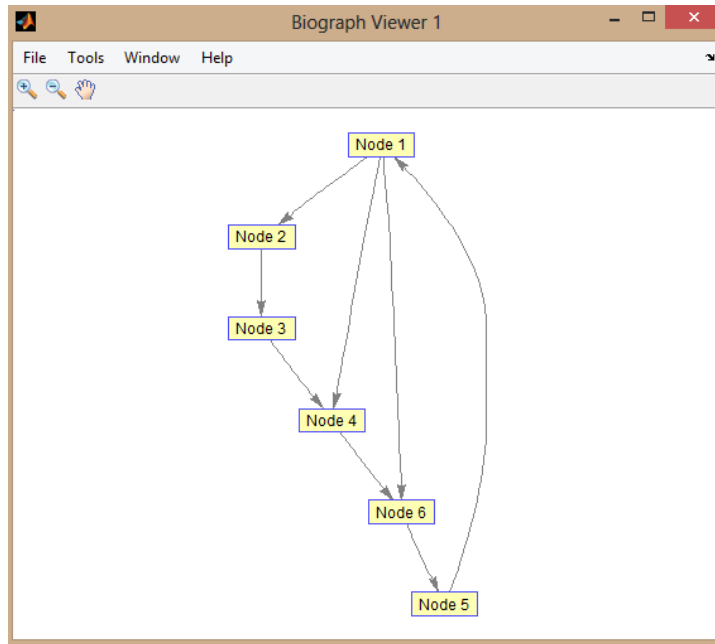 Biograph Viewer 1
File Tools Window Help
Node 1
Node 2
Node 3
Node 4
Node 6
Node 5